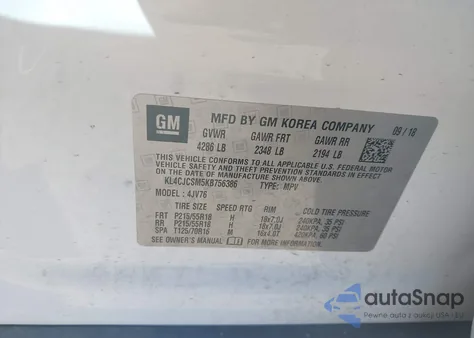 GM
MFD BY GM KOREA COMPANY
09 / 18
GVWR GAWR FRT GAWR RR
4286 LB 2348 LB 2194 LB
THIS VEHICLE CONFORMS TO ALL APPLICABLE U.S. FEDERAL MOTOR
VEHICLE SAFETY AND THEFT PREVENTION STANDARDS IN EFFECT
ON THE DATE OF MANUFACTURE SHOWN ABOVE.
KL4CJCSM5KB756386 TYPE: MPV
MODEL: 4JV76
TIRE SIZE SPEED RTG RIM COLD TIRE PRESSURE
FRT P215/55R18 H 18x7.0J 240KPA, 35 PSI
RR P215/55R18 H 18x7.0J 240KPA, 35 PSI
SPA T125/70R16 M 16x4.0T 420KPA, 60 PSI
SEE OWNER'S MANUAL FOR MORE INFORMATION.
autoSnap
Перевірка авто з США